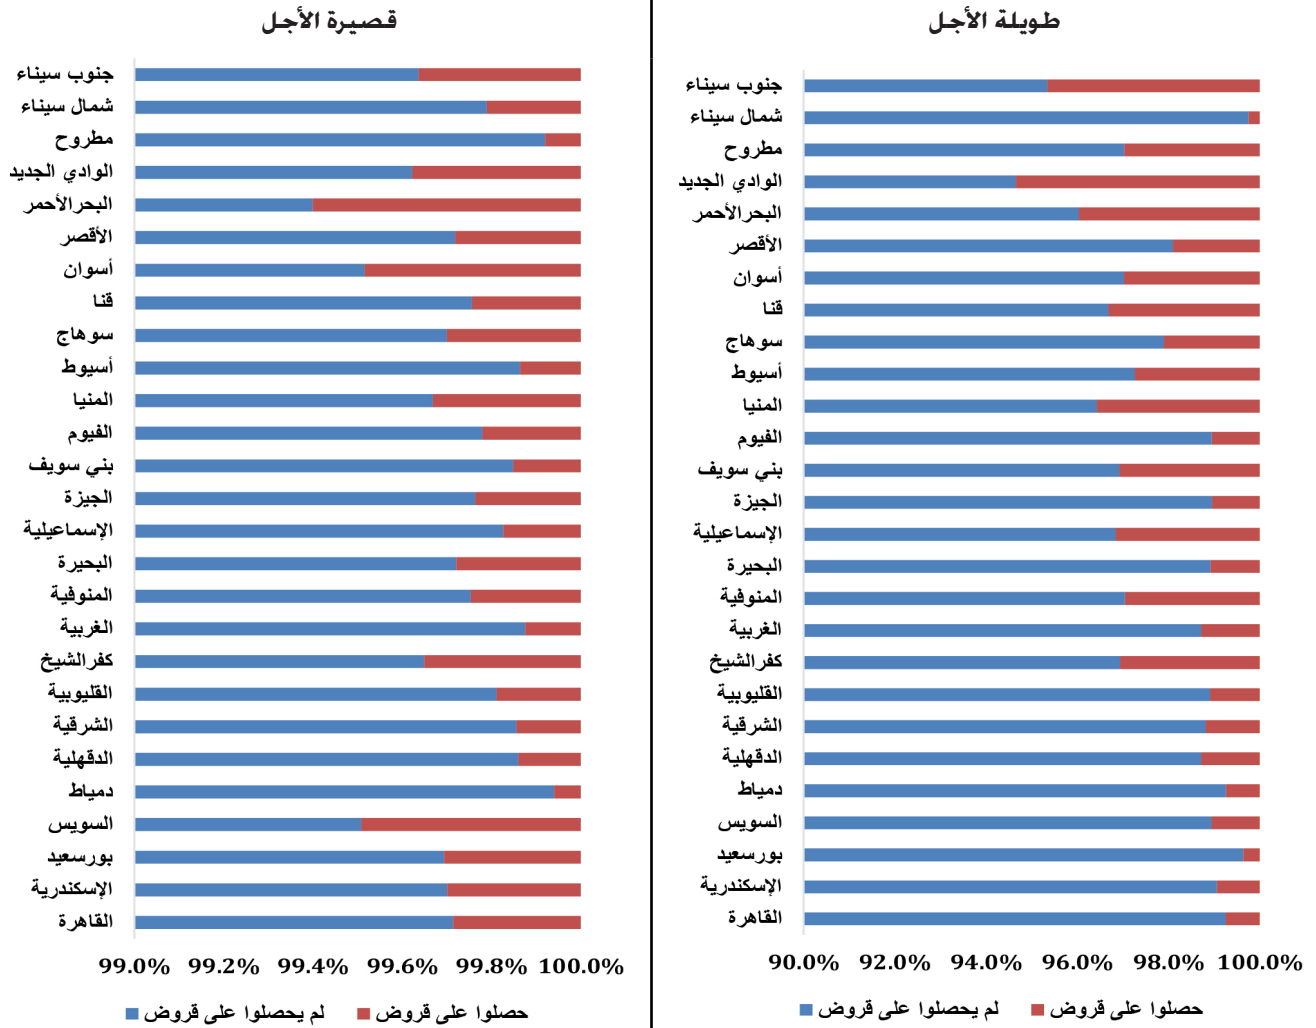 قصيرة الأجل
جنوب سيناء
شمال سيناء
مطروح
الوادي الجديد
البحرالأحمر
الأقصر
أسوان
قنا
سوهاج
أسيوط
المنيا
الفيوم
بني سويف
الجيزة
الإسماعيلية
البحيرة
المنوفية
الغربية
كفرالشيخ
القليوبية
الشرقية
الدقهلية
دمياط
السويس
بورسعيد
الإسكندرية
القاهرة
99.0% 99.2% 99.4% 99.6% 99.8% 100.0%
لم يحصلوا على قروض حصلوا على قروض
طويلة الأجل
جنوب سيناء
شمال سيناء
مطروح
الوادي الجديد
البحرالأحمر
الأقصر
أسوان
قنا
سوهاج
أسيوط
المنيا
الفيوم
بني سويف
الجيزة
الإسماعيلية
البحيرة
المنوفية
الغربية
كفرالشيخ
القليوبية
الشرقية
الدقهلية
دمياط
السويس
بورسعيد
الإسكندرية
القاهرة
90.0% 92.0% 94.0% 96.0% 98.0% 100.0%
لم يحصلوا على قروض حصلوا على قروض